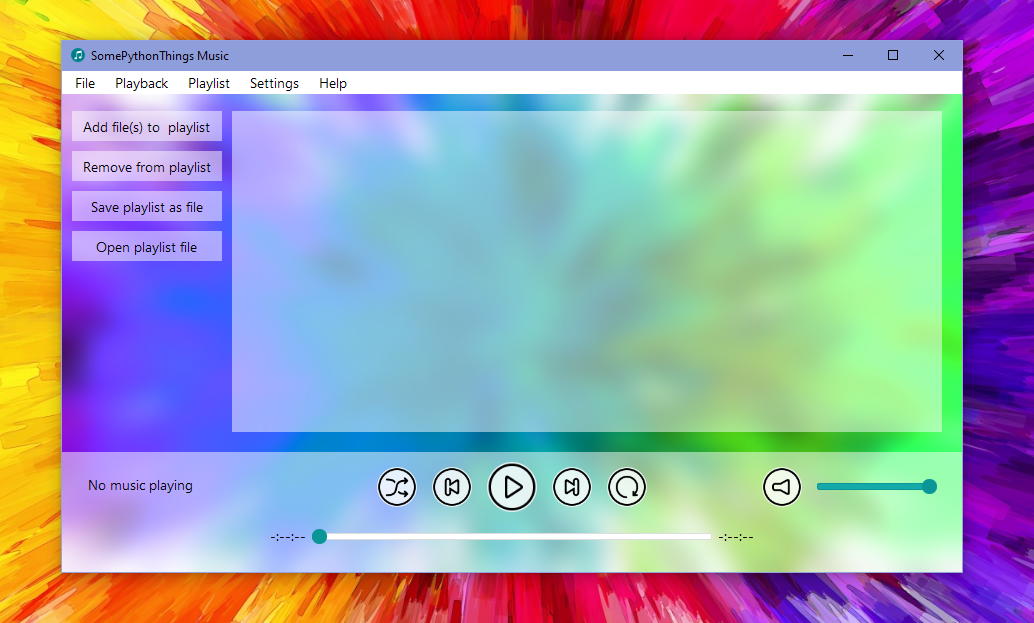 SomePythonThings Music
File Playback Playlist Settings Help
Add file(s) to  playlist
Remove from playlist
Save playlist as file
Open playlist file
No music playing
-:--:-- -:--:--